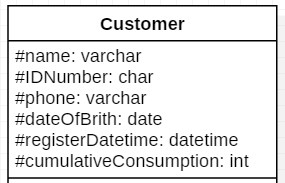 Customer
#name: varchar
#IDNumber: char
#phone: varchar
#dateOfBrith: date
#registerDatetime: datetime
#cumulativeConsumption: int